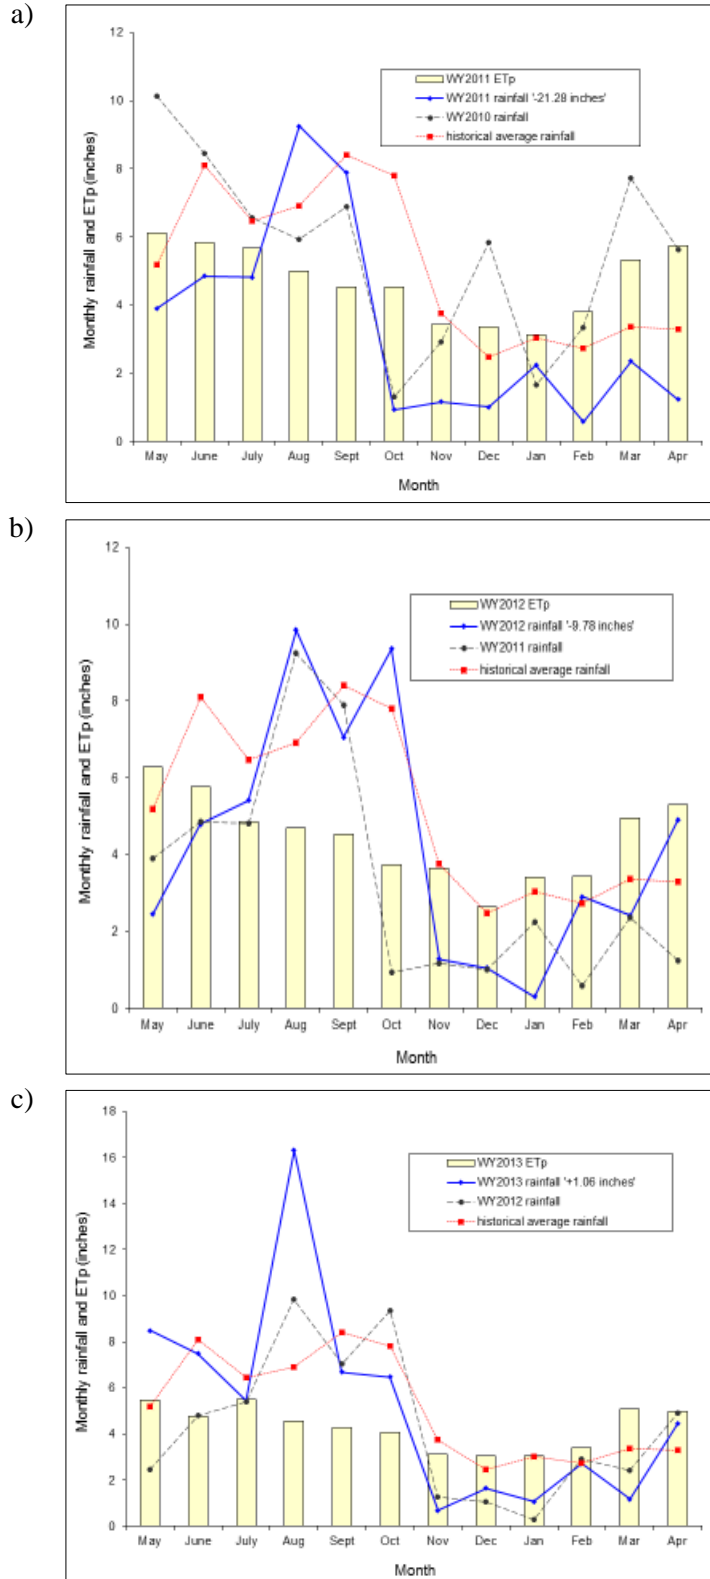 a)
12
10
8
6
4
2
0
Monthly rainfall and ETp (inches)
WY2011 ETp
WY2011 rainfall '-21.28 inches'
WY2010 rainfall
historical average rainfall
May June July Aug Sept Oct Nov Dec Jan Feb Mar Apr
Month
b)
12
10
8
6
4
2
0
Monthly rainfall and ETp (inches)
WY2012 ETp
WY2012 rainfall '-9.78 inches'
WY2011 rainfall
historical average rainfall
May June July Aug Sept Oct Nov Dec Jan Feb Mar Apr
Month
c)
18
16
14
12
10
8
6
4
2
0
Monthly rainfall and ETp (inches)
WY2013 ETp
WY2013 rainfall '+1.06 inches'
WY2012 rainfall
historical average rainfall
May June July Aug Sept Oct Nov Dec Jan Feb Mar Apr
Month